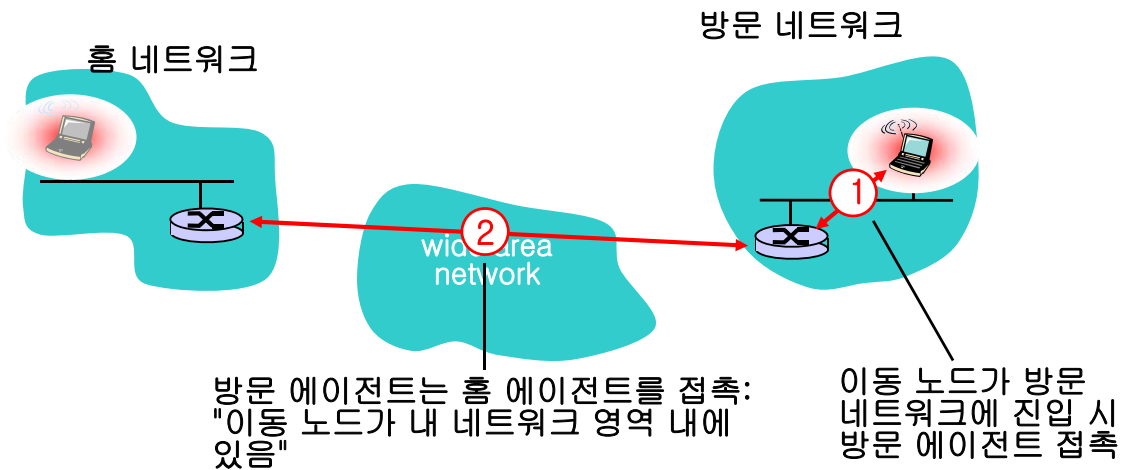 홈 네트워크
방문 네트워크
1
2
wide area
network
방문 에이전트는 홈 에이전트를 접촉:
"이동 노드가 내 네트워크 영역 내에
있음"
이동 노드가 방문
네트워크에 진입 시
방문 에이전트 접촉